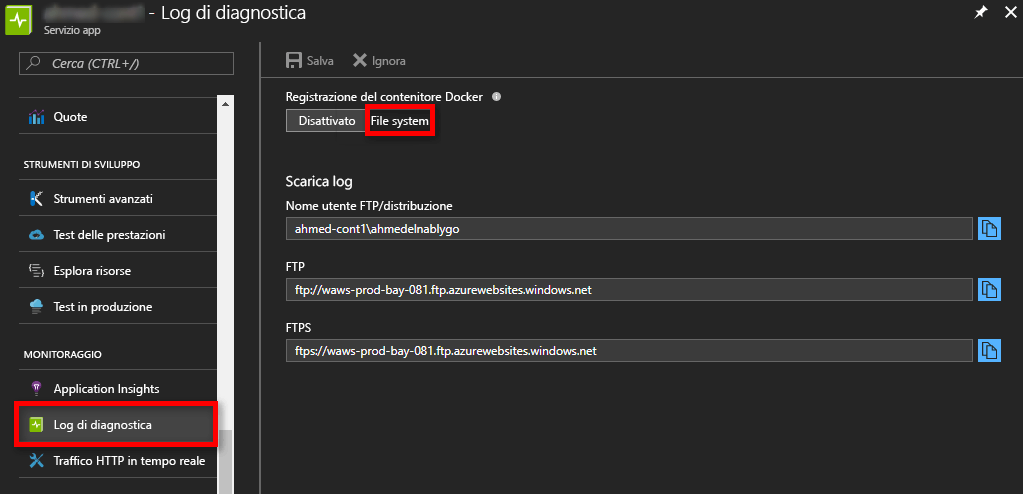 - Log di diagnostica
Servizio app
Cerca (CTRL+/)
Quote
STRUMENTI DI SVILUPPO
Strumenti avanzati
Test delle prestazioni
Esplora risorse
Test in produzione
MONITORAGGIO
Application Insights
Log di diagnostica
Traffico HTTP in tempo reale
Salva Ignora
Registrazione del contenitore Docker
Disattivato File system
Scarica log
Nome utente FTP/distribuzione
ahmed-cont1\ahmedelnablygo
FTP
ftp://waws-prod-bay-081.ftp.azurewebsites.windows.net
FTPS
ftps://waws-prod-bay-081.ftp.azurewebsites.windows.net